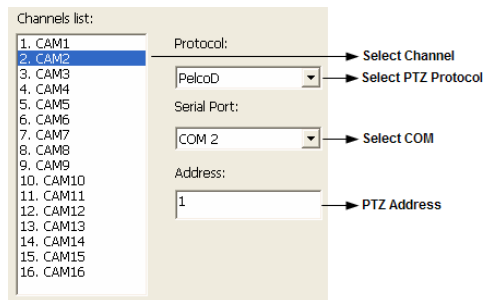 Channels list:
1. CAM1
2. CAM2
3. CAM3
4. CAM4
5. CAM5
6. CAM6
7. CAM7
8. CAM8
9. CAM9
10. CAM10
11. CAM11
12. CAM12
13. CAM13
14. CAM14
15. CAM15
16. CAM16
Protocol:
PelcoD
Serial Port:
COM 2
Address:
1
Select Channel
Select PTZ Protocol
Select COM
PTZ Address